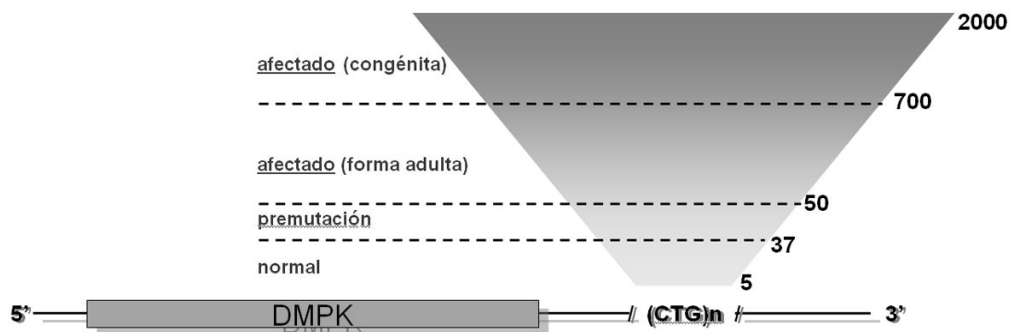 2000
afectado (congénita)
700
afectado (forma adulta)
50
premutación
37
normal
5
5’ DMPK // (CTG)n // 3’